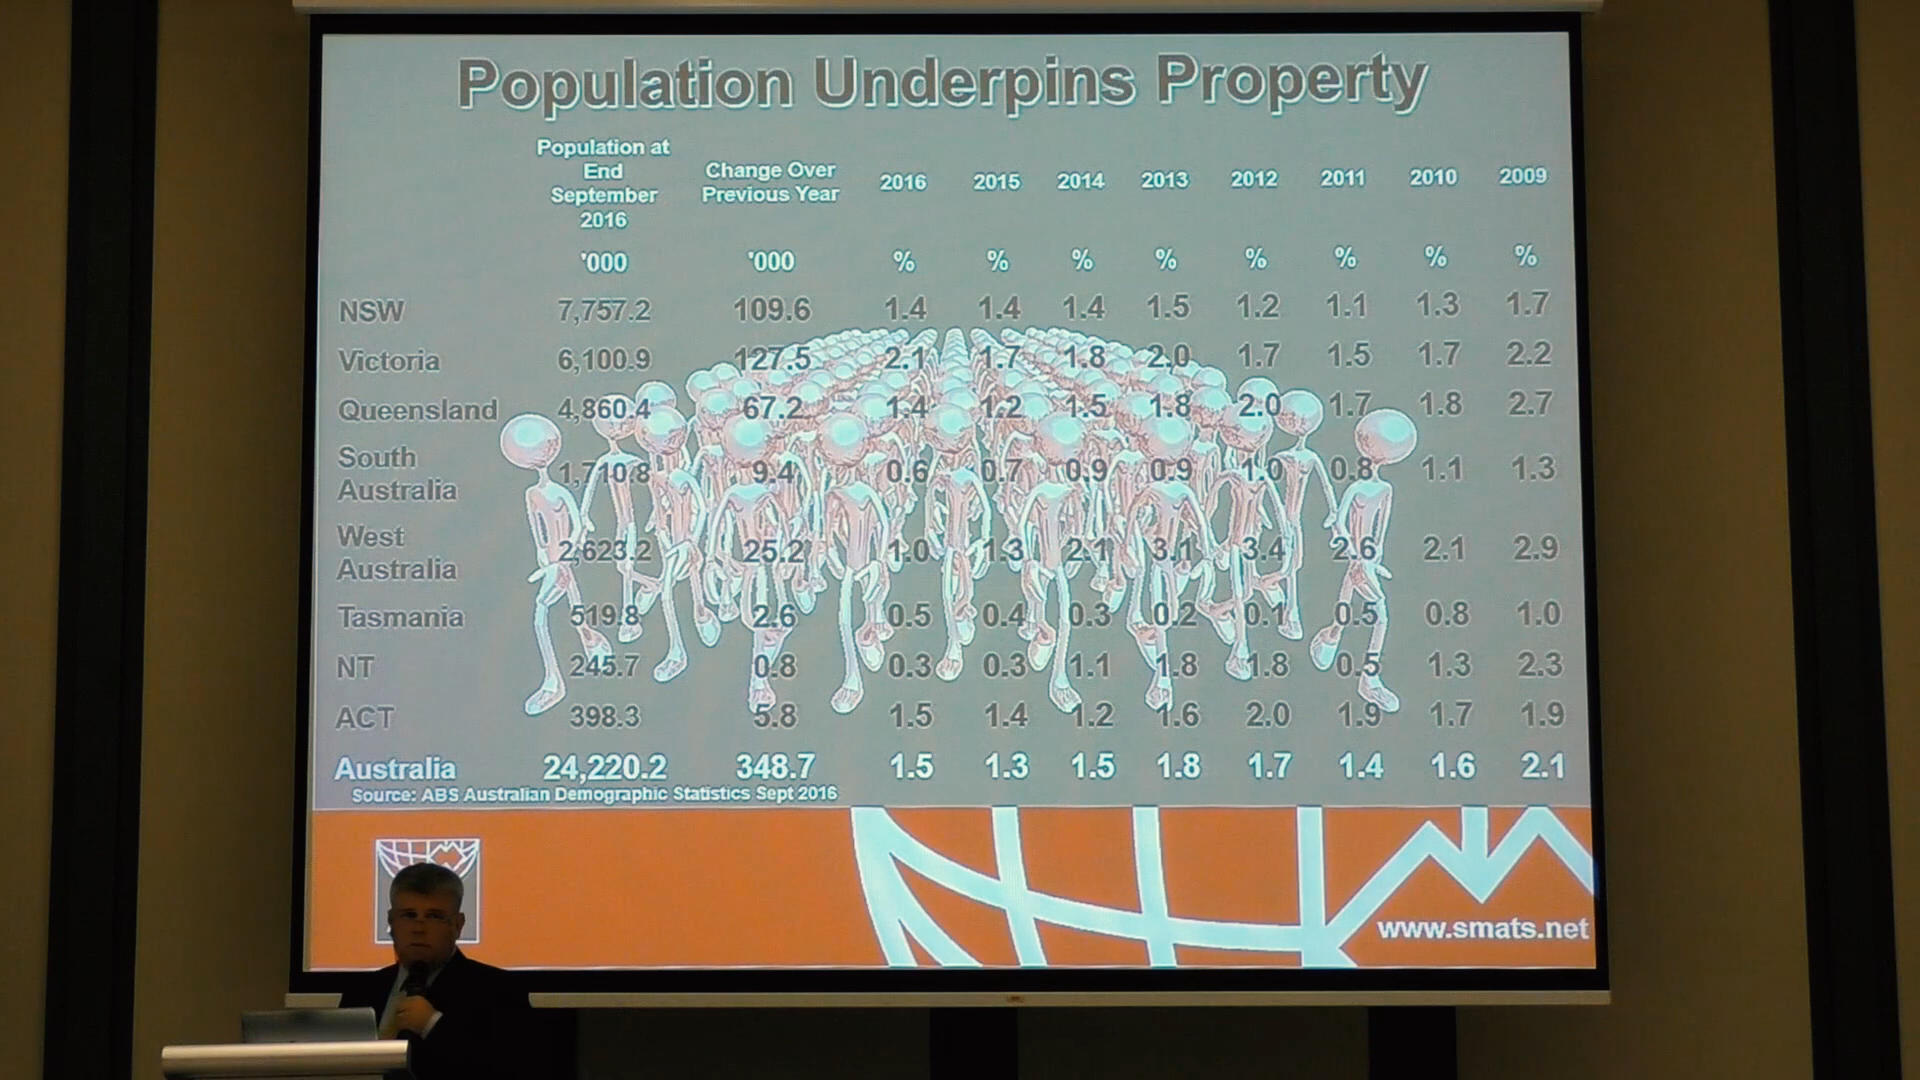 Population Underpins Property
Population at End September 2016 Change Over Previous Year 2016 2015 2014 2013 2012 2011 2010 2009
'000 '000 % % % % % % % %
NSW 7,757.2 109.6 1.4 1.4 1.4 1.5 1.2 1.1 1.3 1.7
Victoria 6,100.9 127.5 2.1 1.7 1.8 2.0 1.7 1.5 1.7 2.2
Queensland 4,860.4 67.2 1.4 1.2 1.5 1.8 2.0 1.7 1.8 2.7
South Australia 1,710.8 9.4 0.6 0.7 0.9 0.9 1.0 0.8 1.1 1.3
West Australia 2,623.2 25.2 1.0 1.3 2.1 3.1 3.4 2.6 2.1 2.9
Tasmania 519.8 2.6 0.5 0.4 0.3 0.2 0.1 0.5 0.8 1.0
NT 245.7 0.8 0.3 0.3 1.1 1.8 1.8 0.5 1.3 2.3
ACT 398.3 5.8 1.5 1.4 1.2 1.6 2.0 1.9 1.7 1.9
Australia 24,220.2 348.7 1.5 1.3 1.5 1.8 1.7 1.4 1.6 2.1
Source: ABS Australian Demographic Statistics Sept 2016
www.smats.net